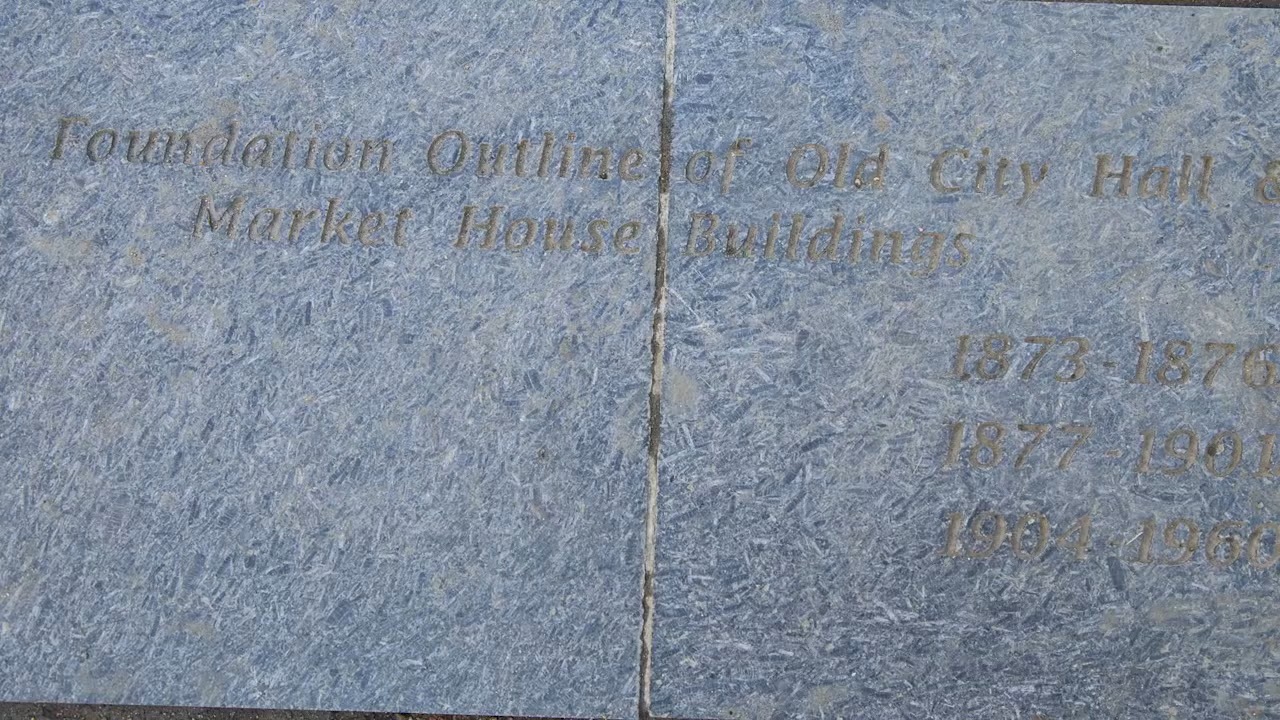 Foundation Outline of Old City Hall &
Market House Buildings
1873-1876
1877-1901
1904-1960